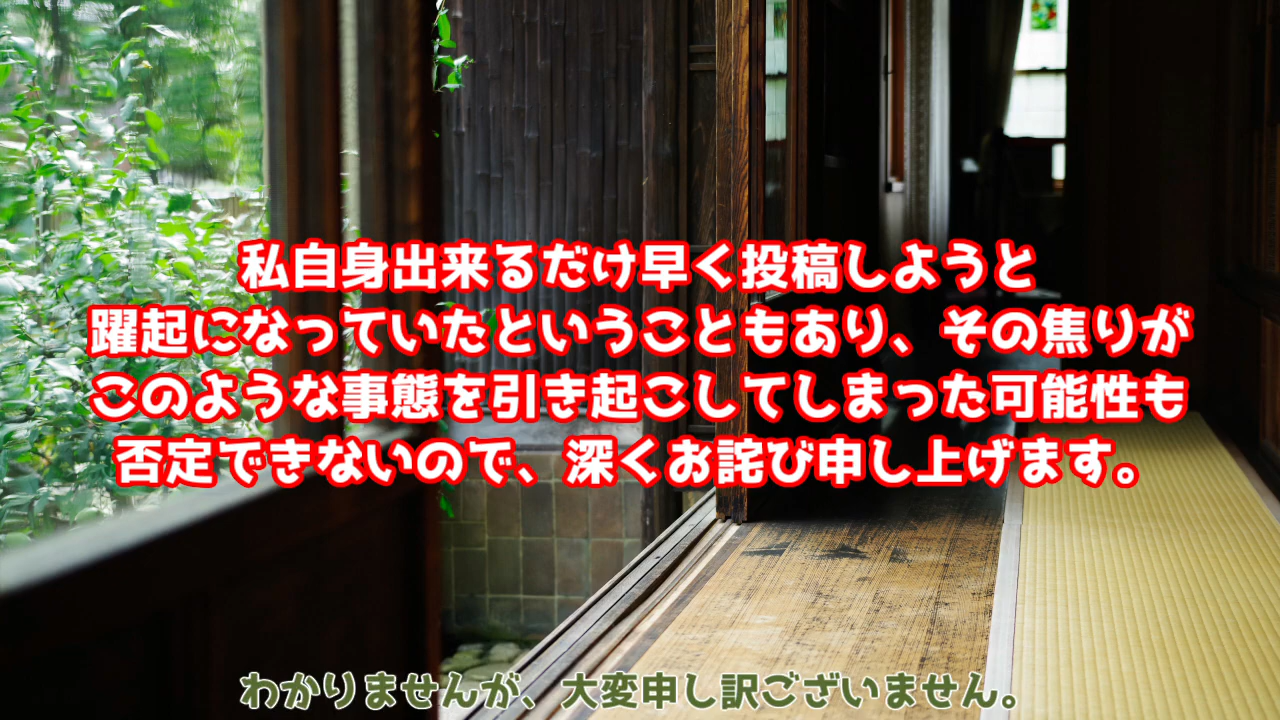 私自身出来るだけ早く投稿しようと
躍起になっていたということもあり、その焦りが
このような事態を引き起こしてしまった可能性も
否定できないので、深くお詫び申し上げます。
わかりませんが、大変申し訳ございません。